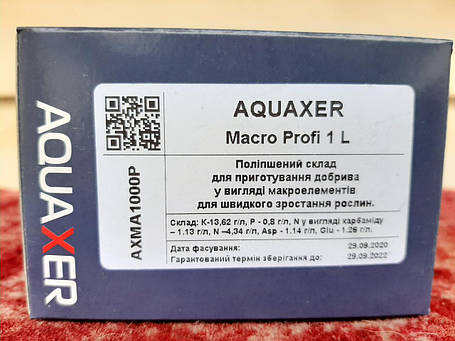 AQUAXER
AXMA1000P
AQUAXER
Macro Profi 1 L
Поліпшений склад
для приготування добрива
у вигляді макроелементів
для швидкого зростання рослин.
Склад: К-13,62 г/л, P - 0,8 г/л, N у вигляді карбаміду
– 1.13 г/л, N –4,34 г/л, Asp - 1.14 г/л, Glu - 1.26 г/л.
Дата фасування: 29.09.2020
Гарантований термін зберігання до: 29.09.2022